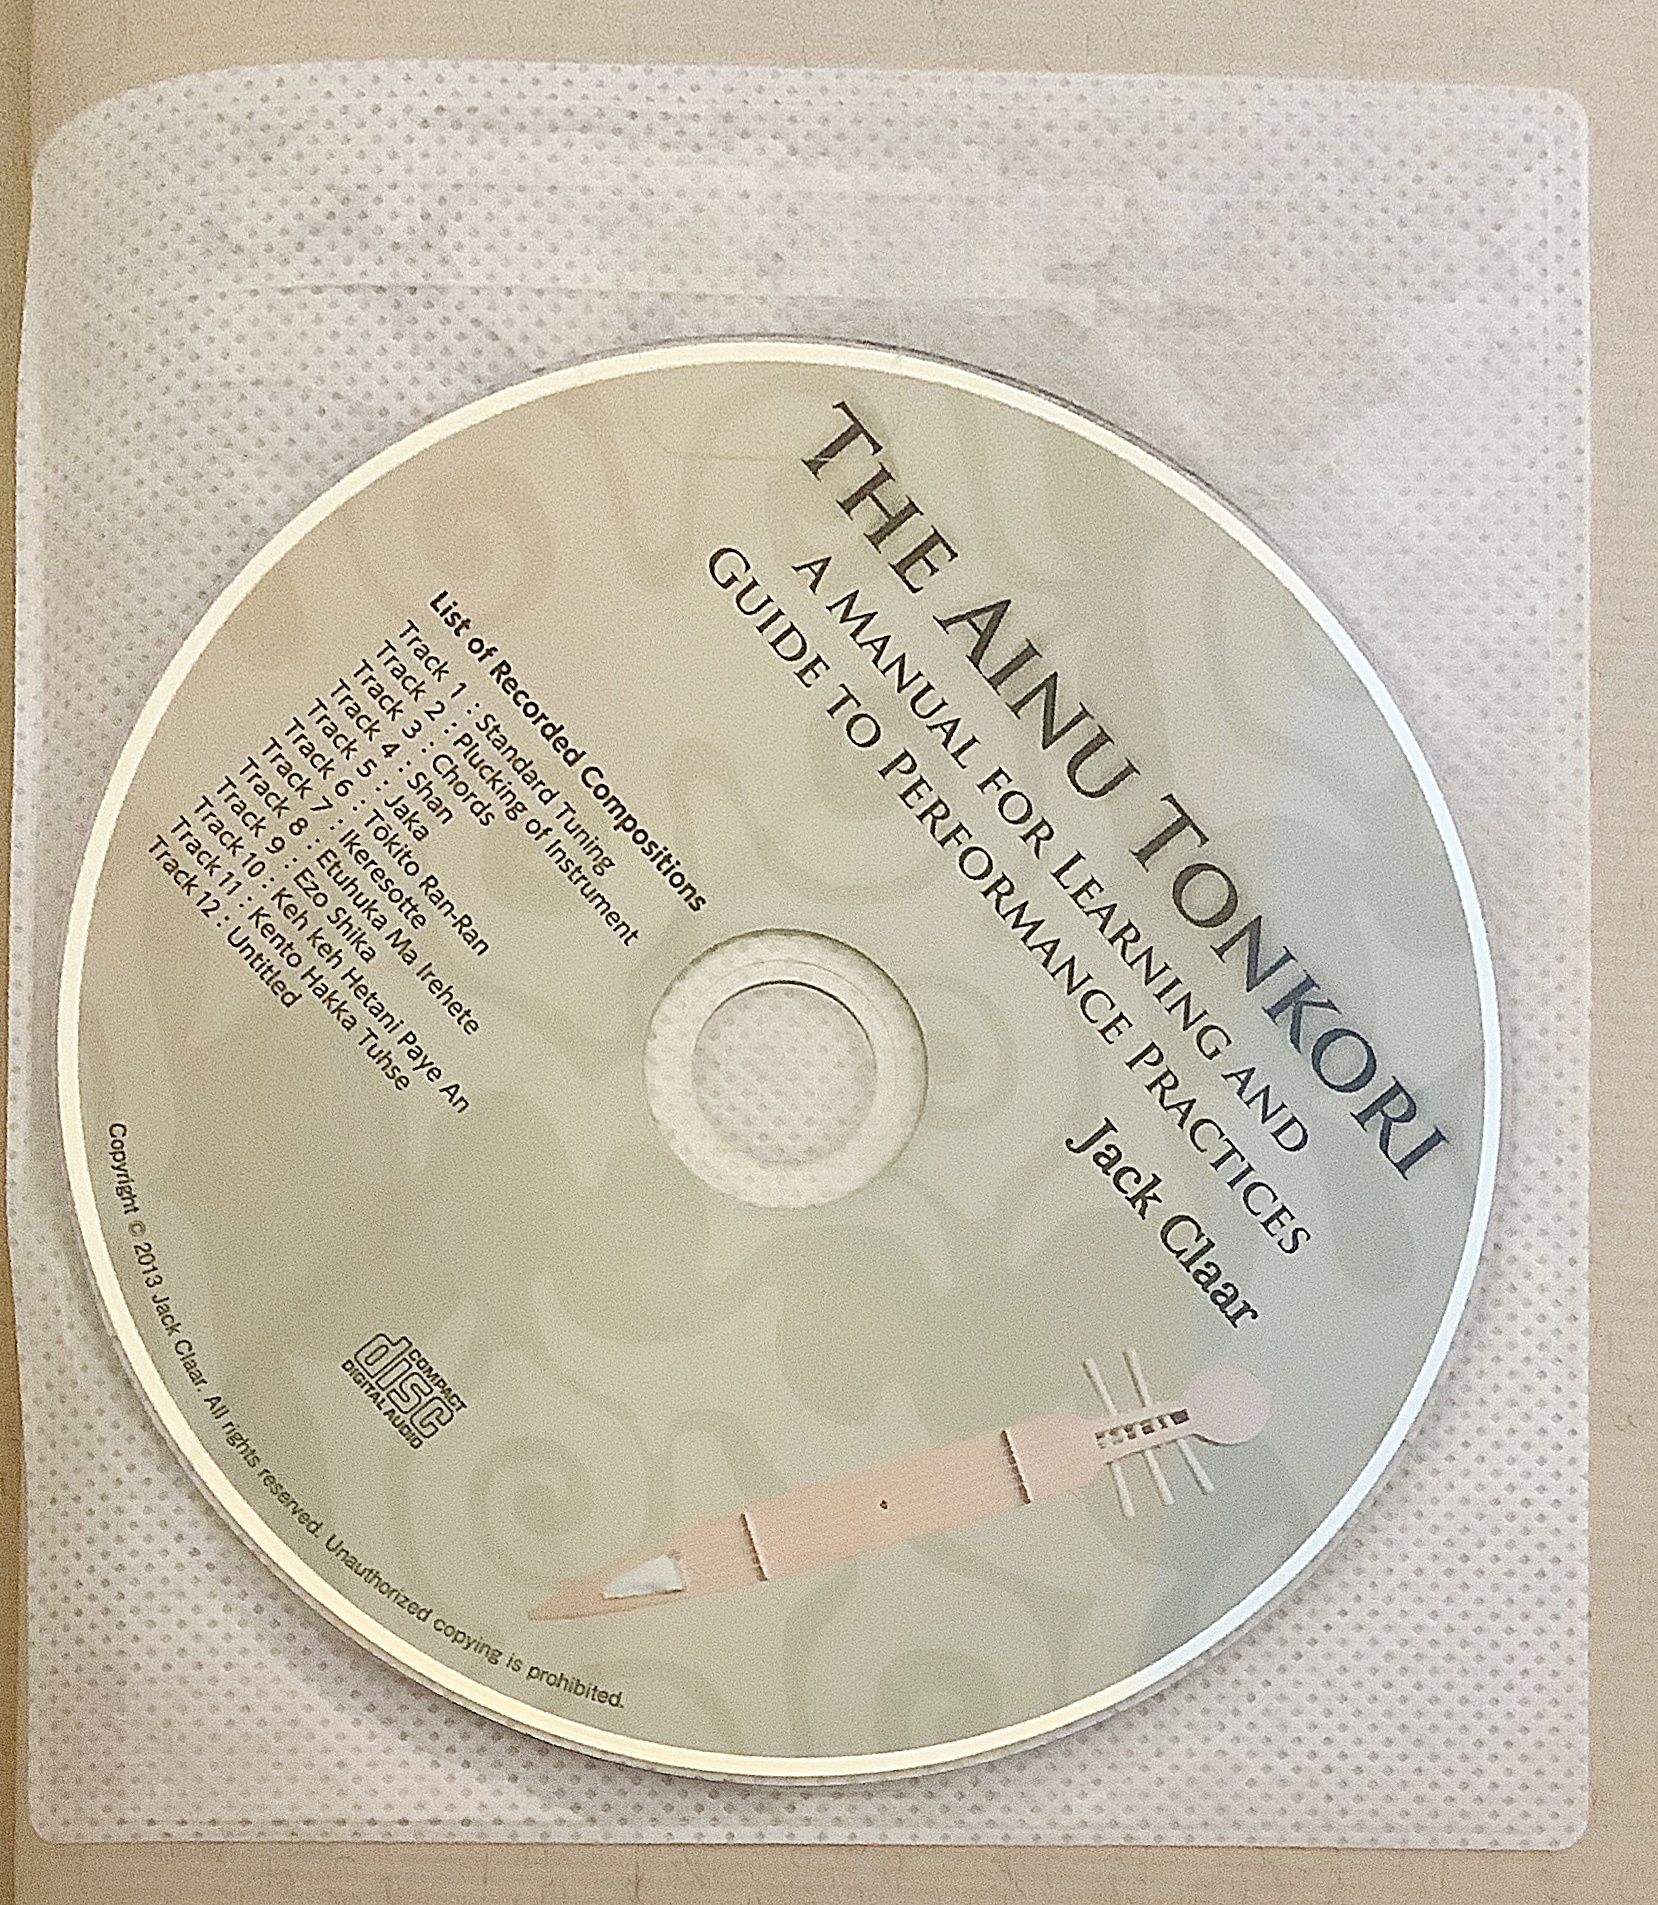 THE AINU TONKORI
A MANUAL FOR LEARNING AND
GUIDE TO PERFORMANCE PRACTICES
Jack Claar
List of Recorded Compositions
Track 1 : Standard Tuning
Track 2 : Plucking of Instrument
Track 3 : Chords
Track 4 : Shan
Track 5 : Jaka
Track 6 : Tōkito Ran-Ran
Track 7 : Ikeresotte
Track 8 : Etuhuka Ma Irehete
Track 9 : Ezo Shika
Track 10 : Keh keh Hetani Paye An
Track 11 : Kento Hakka Tuhse
Track 12 : Untitled
COMPACT
disc
DIGITAL AUDIO
Copyright © 2013 Jack Claar. All rights reserved. Unauthorized copying is prohibited.